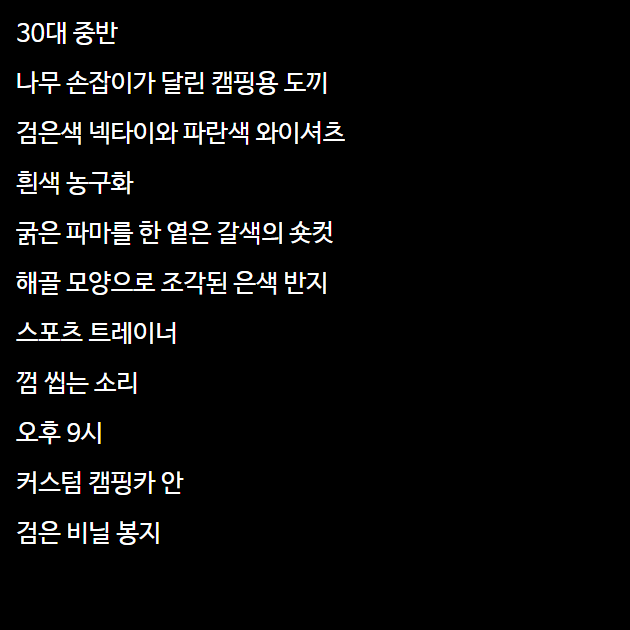 30대 중반
나무 손잡이가 달린 캠핑용 도끼
검은색 넥타이와 파란색 와이셔츠
흰색 농구화
굵은 파마를 한 옅은 갈색의 숏컷
해골 모양으로 조각된 은색 반지
스포츠 트레이너
껌 씹는 소리
오후 9시
커스텀 캠핑카 안
검은 비닐 봉지